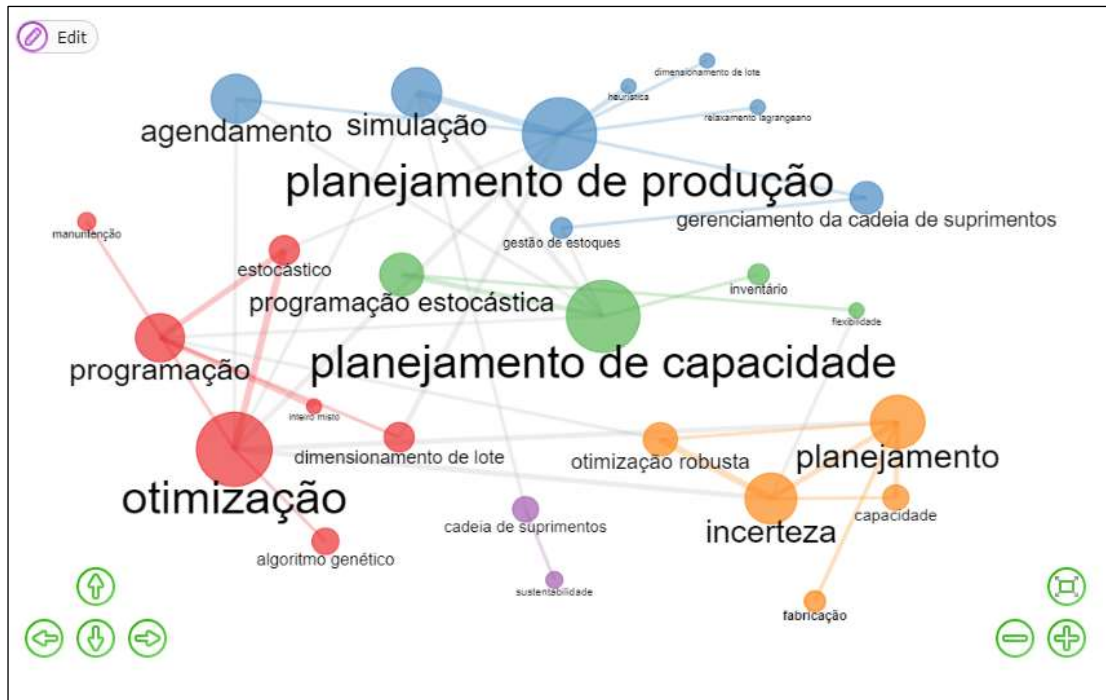 Edit
dimensionamento de lote
heurística
relaxamento lagrangeano
agendamento
simulação
planejamento de produção
gerenciamento da cadeia de suprimentos
gestão de estoques
manuntenção
estocástico
programação estocástica
inventário
flexibilidade
programação
planejamento de capacidade
inteiro misto
dimensionamento de lote
otimização robusta
planejamento
otimização
cadeia de suprimentos
incerteza
capacidade
algoritmo genético
sustentabilidade
fabricação